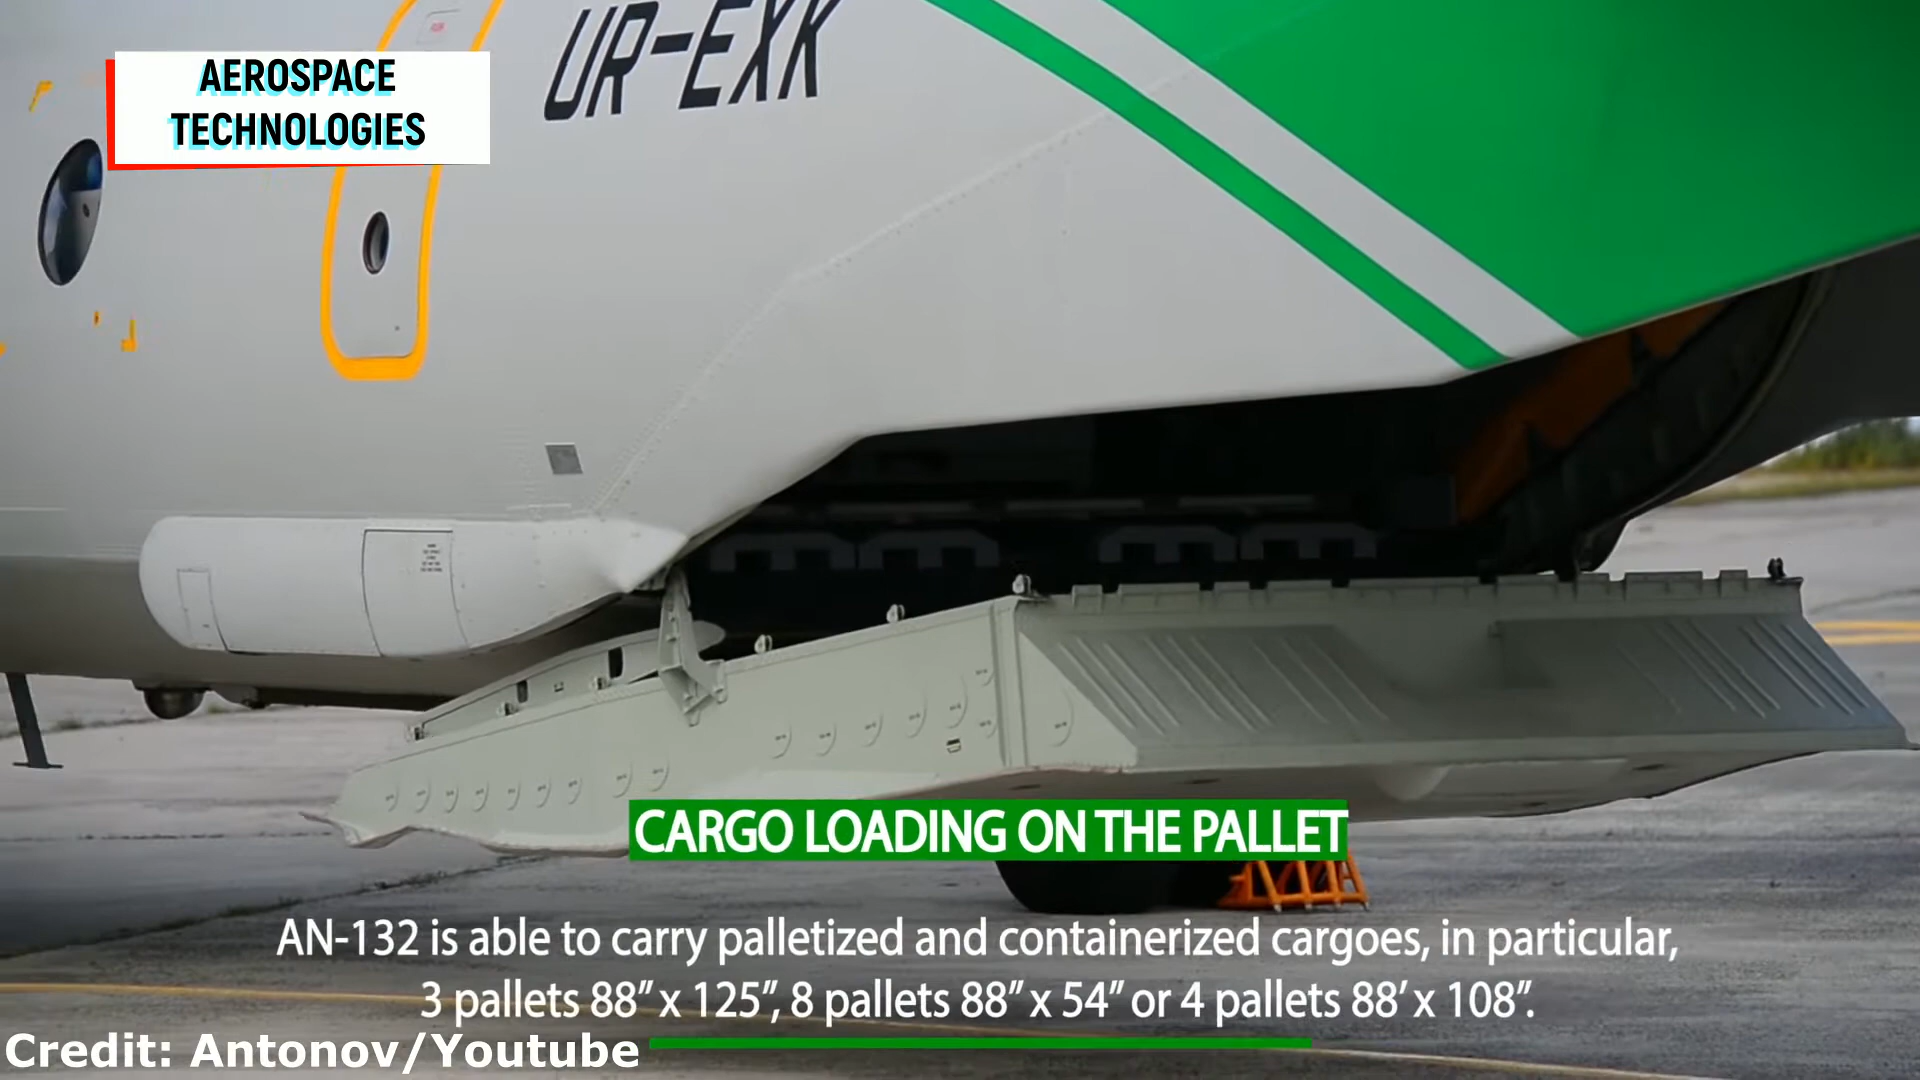 UR-EXK
AEROSPACE
TECHNOLOGIES
CARGO LOADING ON THE PALLET
AN-132 is able to carry palletized and containerized cargoes, in particular,
3 pallets 88” x 125”, 8 pallets 88” x 54” or 4 pallets 88’ x 108”.
Credit: Antonov/Youtube